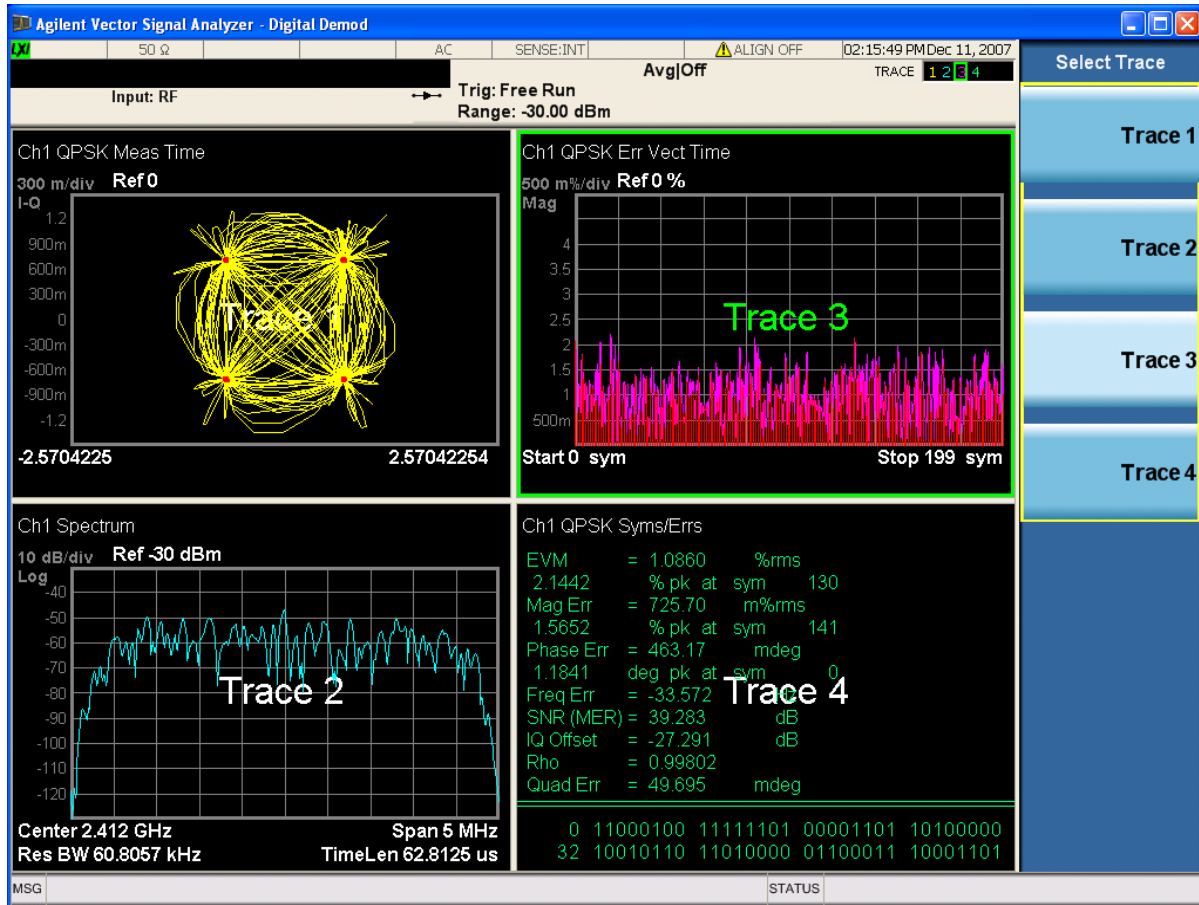 Agilent Vector Signal Analyzer - Digital Demod
LXI 50 Ω AC SENSE:INT ALIGN OFF 02:15:49 PM Dec 11, 2007
Input: RF
Trig: Free Run
Range: -30.00 dBm
Avg|Off
TRACE 1 2 3 4
Select Trace
Trace 1
Trace 2
Trace 3
Trace 4
Ch1 QPSK Meas Time
300 m/div Ref 0
I-Q
1.2
900m
600m
300m
0
-300m
-600m
-900m
-1.2
Trace 1
-2.5704225 2.57042254
Ch1 QPSK Err Vect Time
500 m%/div Ref 0 %
Mag
4
3.5
3
2.5
2
1.5
1
500m
Trace 3
Start 0 sym Stop 199 sym
Ch1 Spectrum
10 dB/div Ref -30 dBm
Log
-40
-50
-60
-70
-80
-90
-100
-110
-120
Trace 2
Center 2.412 GHz Span 5 MHz
Res BW 60.8057 kHz TimeLen 62.8125 us
Ch1 QPSK Syms/Errs
EVM = 1.0860 %rms
2.1442 % pk at sym 130
Mag Err = 725.70 m%rms
1.5652 % pk at sym 141
Phase Err = 463.17 mdeg
1.1841 deg pk at sym 0
Freq Err = -33.572 Hz
Trace 4
SNR (MER) = 39.283 dB
IQ Offset = -27.291 dB
Rho = 0.99802
Quad Err = 49.695 mdeg
0 11000100 11111101 00001101 10100000
32 10010110 11010000 01100011 10001101
MSG STATUS